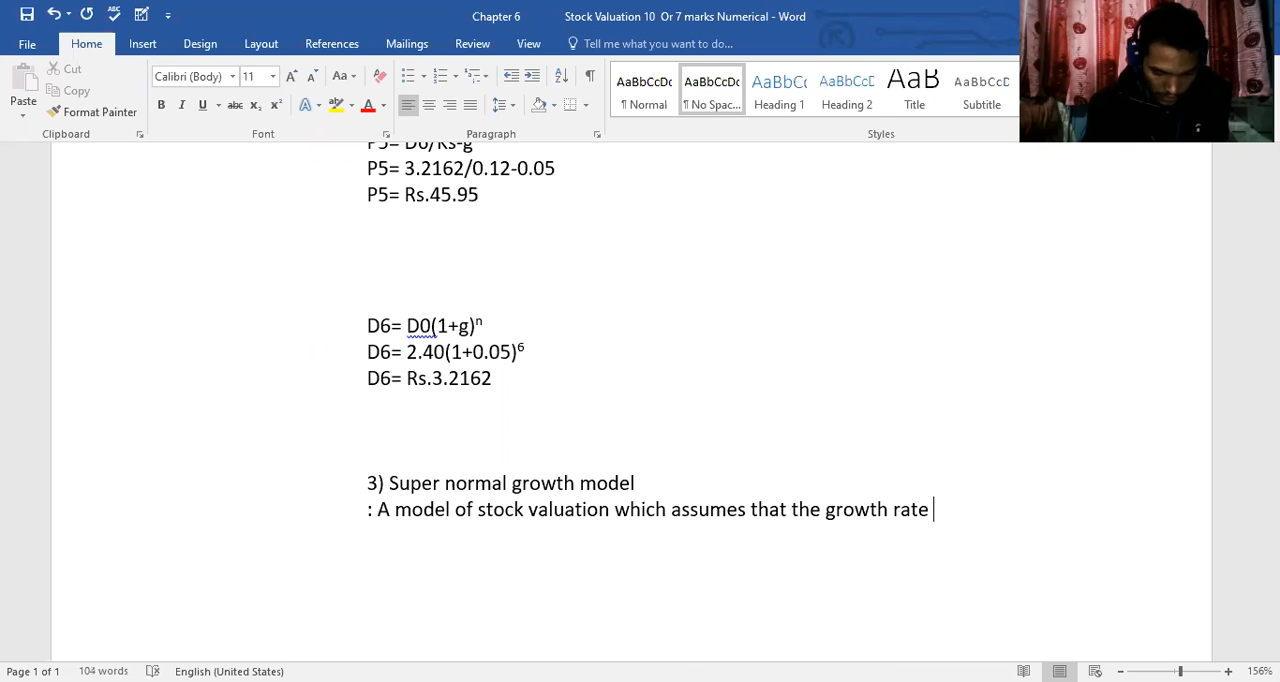 Chapter 6 Stock Valuation 10 Or 7 marks Numerical - Word
File Home Insert Design Layout References Mailings Review View Tell me what you want to do...
Paste
Cut
Copy
Format Painter
Calibri (Body) 11
AaBbCcDc AaBbCcDc AaBbCc AaBbCcD AaB AaBbCcD
¶ Normal ¶ No Spac... Heading 1 Heading 2 Title Subtitle
Clipboard Font Paragraph Styles
P5= D6/Ks-g
P5= 3.2162/0.12-0.05
P5= Rs.45.95
D6= D0(1+g)ⁿ
D6= 2.40(1+0.05)⁶
D6= Rs.3.2162
3) Super normal growth model
: A model of stock valuation which assumes that the growth rate
Page 1 of 1 104 words English (United States) 156%